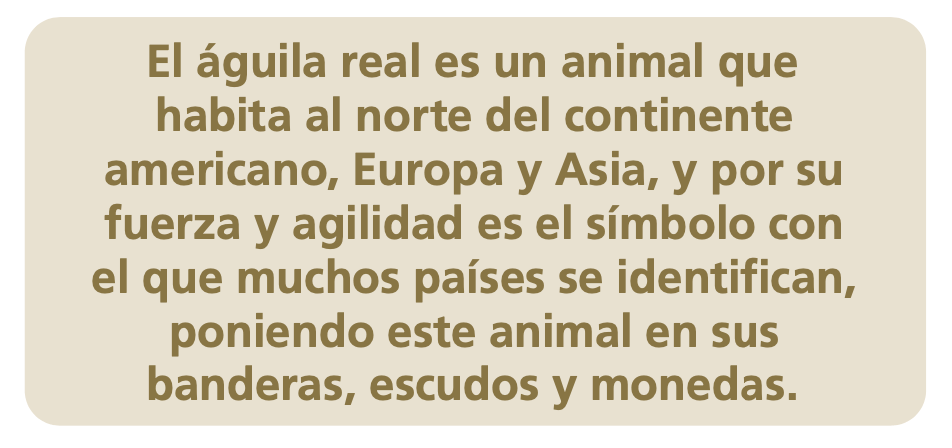 El águila real es un animal que
habita al norte del continente
americano, Europa y Asia, y por su
fuerza y agilidad es el símbolo con
el que muchos países se identifican,
poniendo este animal en sus
banderas, escudos y monedas.